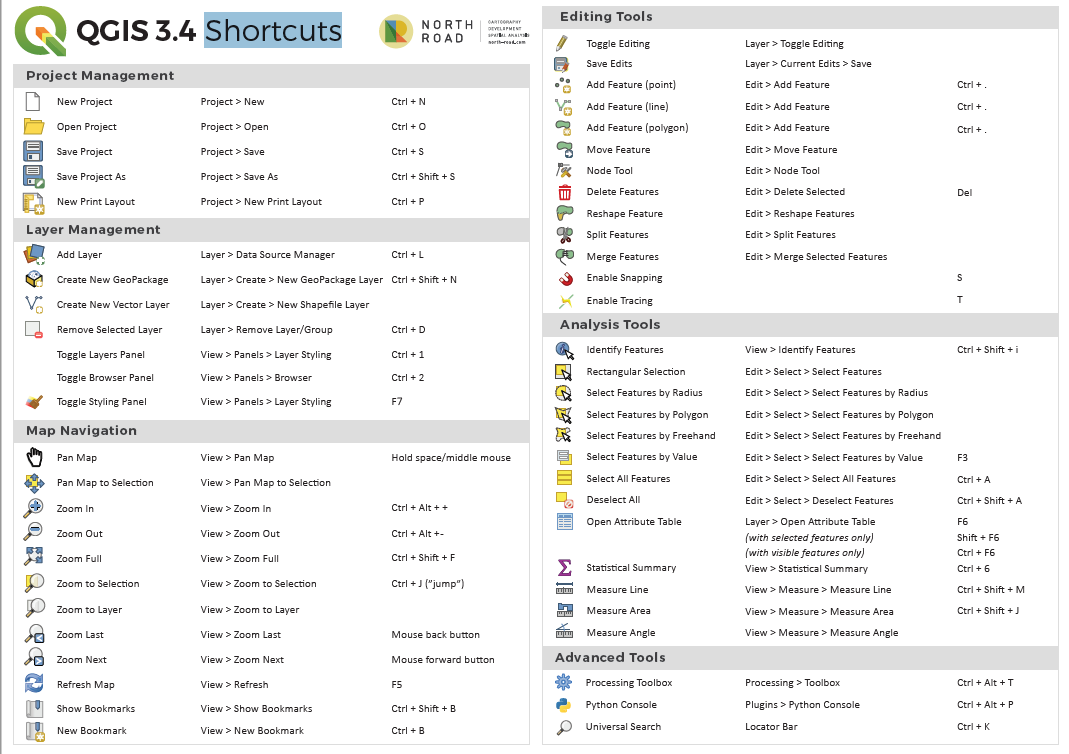 QGIS 3.4 Shortcuts
NORTH ROAD
CARTOGRAPHY
DEVELOPMENT
SPATIAL ANALYSIS
north-road.com
Project Management
New Project Project > New Ctrl + N
Open Project Project > Open Ctrl + O
Save Project Project > Save Ctrl + S
Save Project As Project > Save As Ctrl + Shift + S
New Print Layout Project > New Print Layout Ctrl + P
Layer Management
Add Layer Layer > Data Source Manager Ctrl + L
Create New GeoPackage Layer > Create > New GeoPackage Layer Ctrl + Shift + N
Create New Vector Layer Layer > Create > New Shapefile Layer
Remove Selected Layer Layer > Remove Layer/Group Ctrl + D
Toggle Layers Panel View > Panels > Layer Styling Ctrl + 1
Toggle Browser Panel View > Panels > Browser Ctrl + 2
Toggle Styling Panel View > Panels > Layer Styling F7
Map Navigation
Pan Map View > Pan Map Hold space/middle mouse
Pan Map to Selection View > Pan Map to Selection
Zoom In View > Zoom In Ctrl + Alt + +
Zoom Out View > Zoom Out Ctrl + Alt +-
Zoom Full View > Zoom Full Ctrl + Shift + F
Zoom to Selection View > Zoom to Selection Ctrl + J ("jump")
Zoom to Layer View > Zoom to Layer
Zoom Last View > Zoom Last Mouse back button
Zoom Next View > Zoom Next Mouse forward button
Refresh Map View > Refresh F5
Show Bookmarks View > Show Bookmarks Ctrl + Shift + B
New Bookmark View > New Bookmark Ctrl + B
Editing Tools
Toggle Editing Layer > Toggle Editing
Save Edits Layer > Current Edits > Save
Add Feature (point) Edit > Add Feature Ctrl + .
Add Feature (line) Edit > Add Feature Ctrl + .
Add Feature (polygon) Edit > Add Feature Ctrl + .
Move Feature Edit > Move Feature
Node Tool Edit > Node Tool
Delete Features Edit > Delete Selected Del
Reshape Feature Edit > Reshape Features
Split Features Edit > Split Features
Merge Features Edit > Merge Selected Features
Enable Snapping S
Enable Tracing T
Analysis Tools
Identify Features View > Identify Features Ctrl + Shift + i
Rectangular Selection Edit > Select > Select Features
Select Features by Radius Edit > Select > Select Features by Radius
Select Features by Polygon Edit > Select > Select Features by Polygon
Select Features by Freehand Edit > Select > Select Features by Freehand
Select Features by Value Edit > Select > Select Features by Value F3
Select All Features Edit > Select > Select All Features Ctrl + A
Deselect All Edit > Select > Deselect Features Ctrl + Shift + A
Open Attribute Table Layer > Open Attribute Table F6
(with selected features only) Shift + F6
(with visible features only) Ctrl + F6
Statistical Summary View > Statistical Summary Ctrl + 6
Measure Line View > Measure > Measure Line Ctrl + Shift + M
Measure Area View > Measure > Measure Area Ctrl + Shift + J
Measure Angle View > Measure > Measure Angle
Advanced Tools
Processing Toolbox Processing > Toolbox Ctrl + Alt + T
Python Console Plugins > Python Console Ctrl + Alt + P
Universal Search Locator Bar Ctrl + K